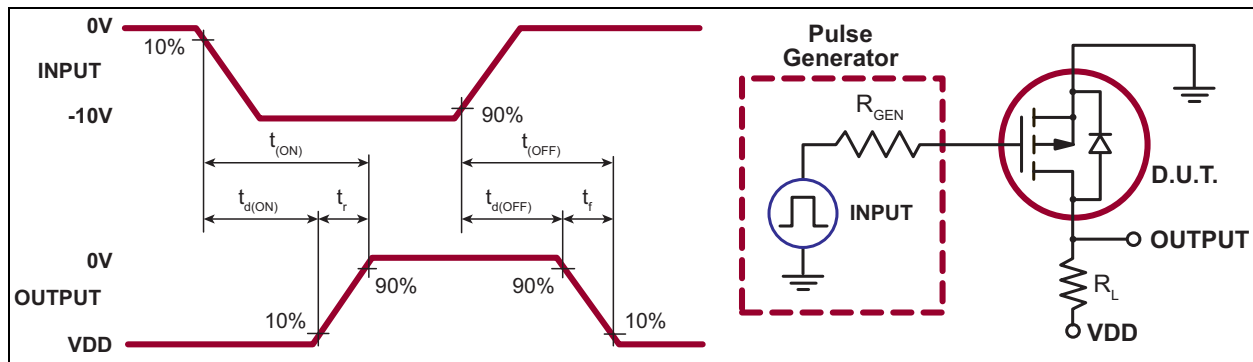 0V
10%
INPUT
-10V
90%
t(ON)
t(OFF)
td(ON)
tr
td(OFF)
tf
0V
OUTPUT
90%
90%
10%
10%
VDD
Pulse
Generator
RGEN
INPUT
D.U.T.
OUTPUT
RL
VDD